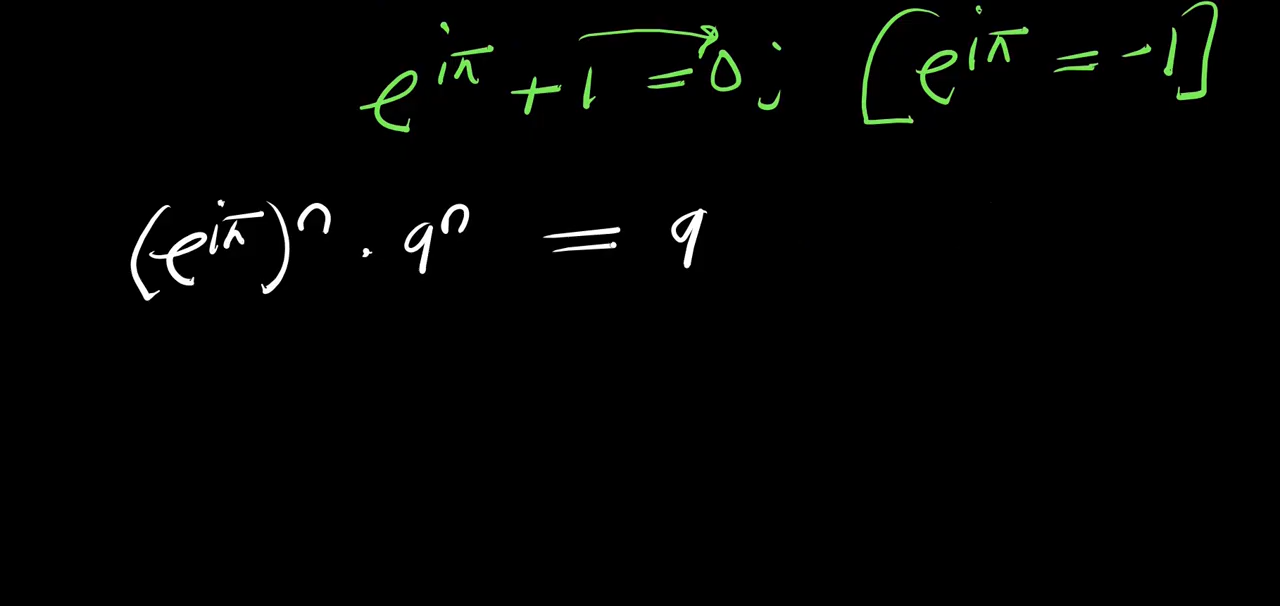 e^{iπ} + 1 = 0; [e^{iπ} = -1]
(e^{iπ})^n · 9^n = 9